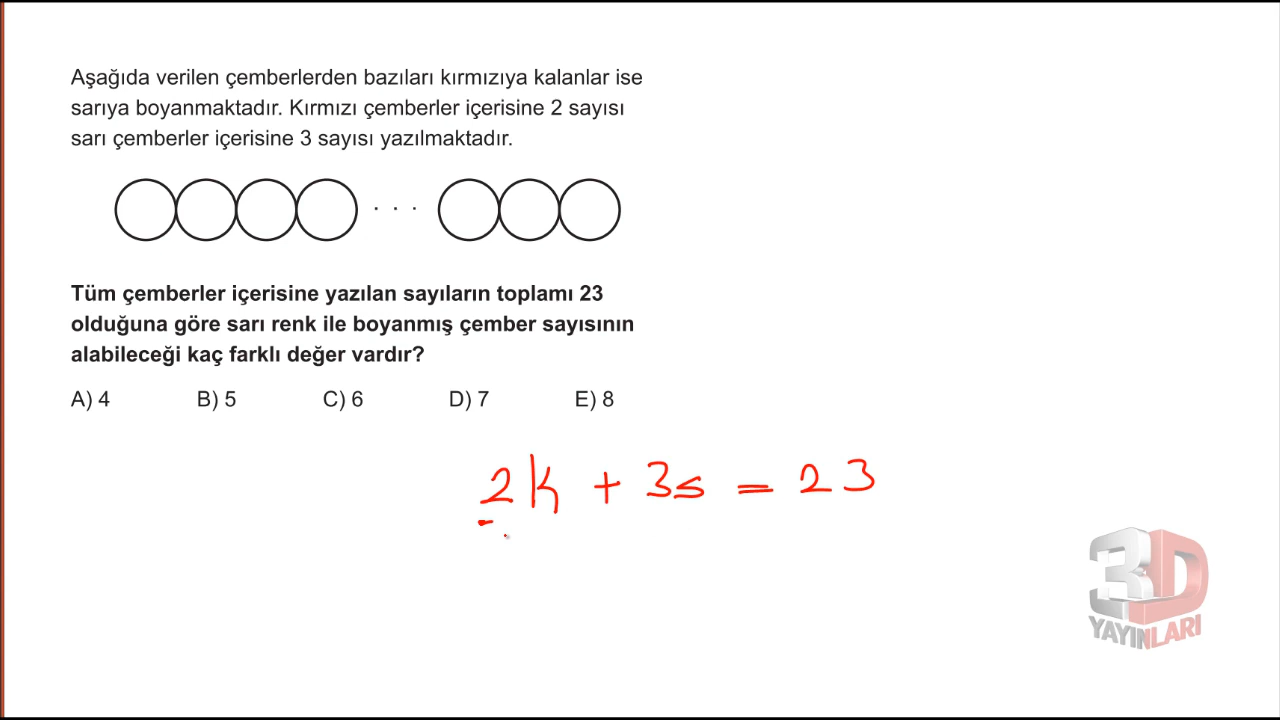 Aşağıda verilen çemberlerden bazıları kırmızıya kalanlar ise
sarıya boyanmaktadır. Kırmızı çemberler içerisine 2 sayısı
sarı çemberler içerisine 3 sayısı yazılmaktadır.
. . .
Tüm çemberler içerisine yazılan sayıların toplamı 23
olduğuna göre sarı renk ile boyanmış çember sayısının
alabileceği kaç farklı değer vardır?
A) 4 B) 5 C) 6 D) 7 E) 8
2k + 3s = 23
3D
YAYINLARI